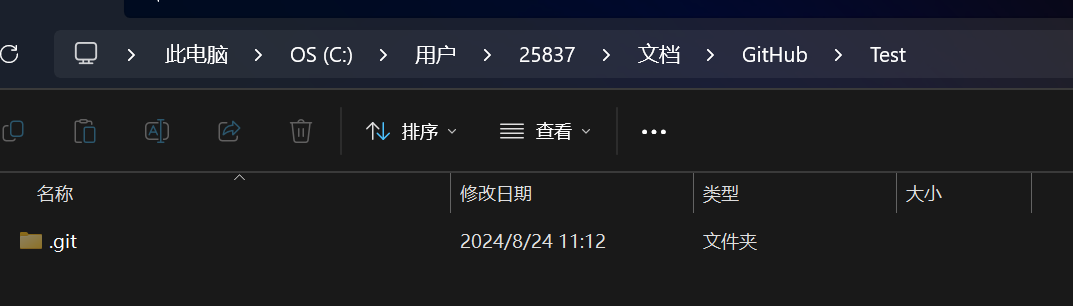 此电脑 > OS (C:) > 用户 > 25837 > 文档 > GitHub > Test
排序 查看
名称 修改日期 类型 大小
.git 2024/8/24 11:12 文件夹